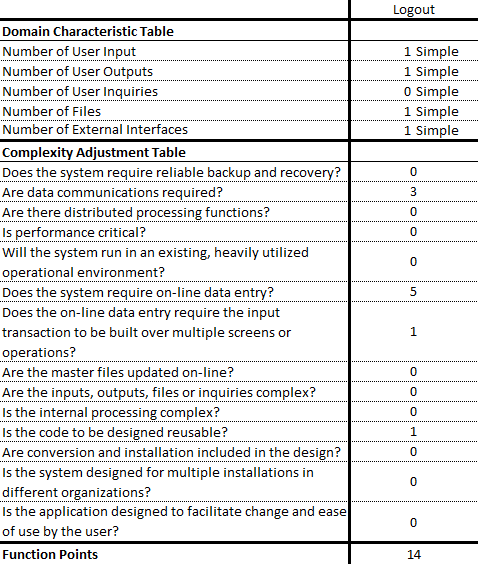 Logout
Domain Characteristic Table
Number of User Input 1 Simple
Number of User Outputs 1 Simple
Number of User Inquiries 0 Simple
Number of Files 1 Simple
Number of External Interfaces 1 Simple
Complexity Adjustment Table
Does the system require reliable backup and recovery? 0
Are data communications required? 3
Are there distributed processing functions? 0
Is performance critical? 0
Will the system run in an existing, heavily utilized
operational environment? 0
Does the system require on-line data entry? 5
Does the on-line data entry require the input
transaction to be built over multiple screens or 1
operations?
Are the master files updated on-line? 0
Are the inputs, outputs, files or inquiries complex? 0
Is the internal processing complex? 0
Is the code to be designed reusable? 1
Are conversion and installation included in the design? 0
Is the system designed for multiple installations in
different organizations? 0
Is the application designed to facilitate change and ease
of use by the user? 0
Function Points 14